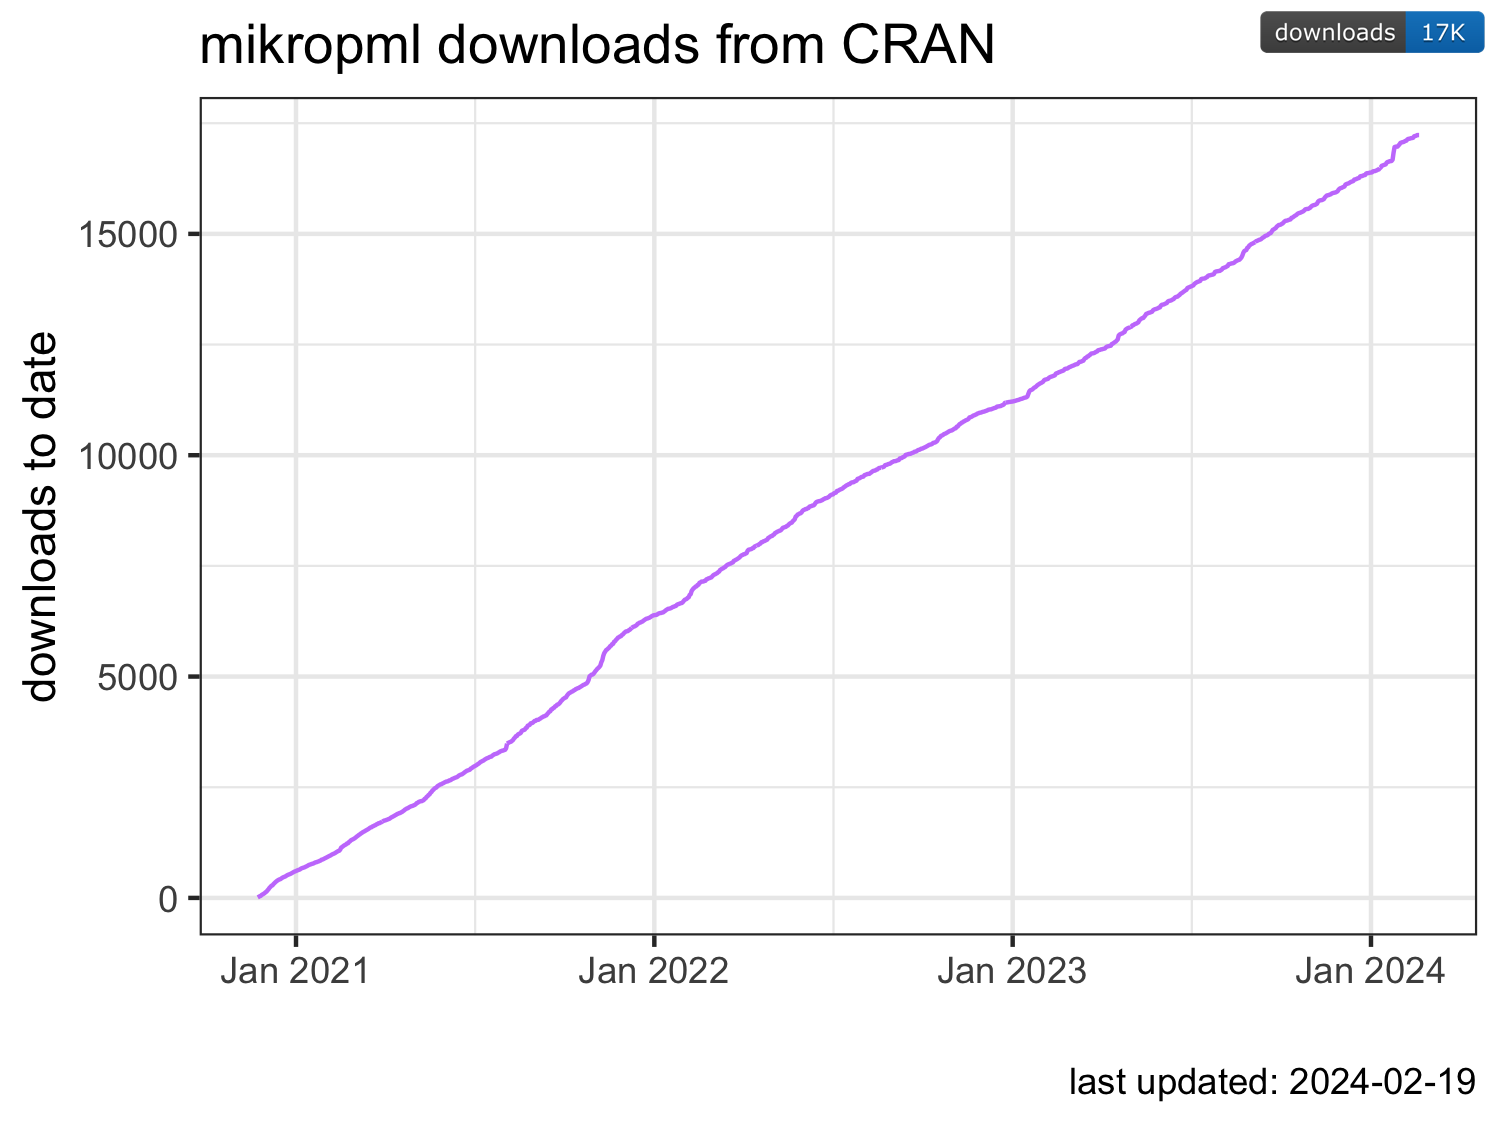 mikropml downloads from CRAN
downloads 17K
downloads to date
15000
10000
5000
0
Jan 2021 Jan 2022 Jan 2023 Jan 2024
last updated: 2024-02-19